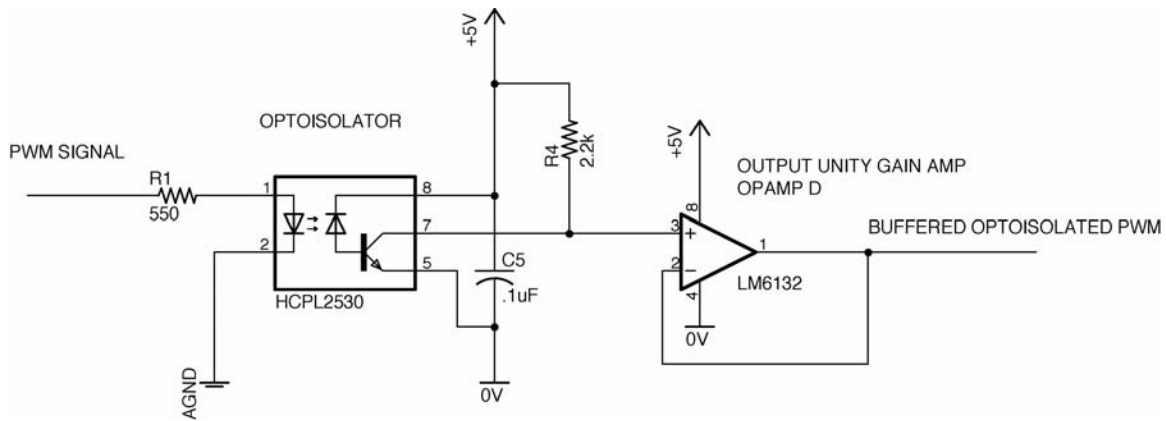 +5V
OPTOISOLATOR
PWM SIGNAL
R1
550
1
2
8
7
5
HCPL2530
AGND
C5
.1uF
0V
R4
2.2k
+5V
OUTPUT UNITY GAIN AMP
OPAMP D
BUFFERED OPTOISOLATED PWM
8
3
+
1
2
−
4
LM6132
0V